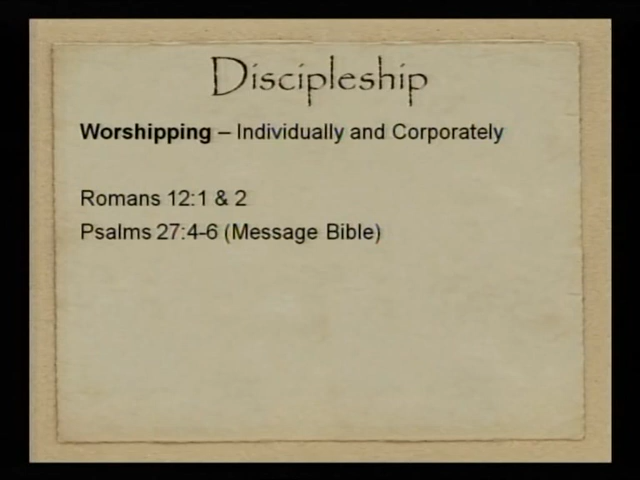 Discipleship
Worshipping – Individually and Corporately
Romans 12:1 & 2
Psalms 27:4-6 (Message Bible)